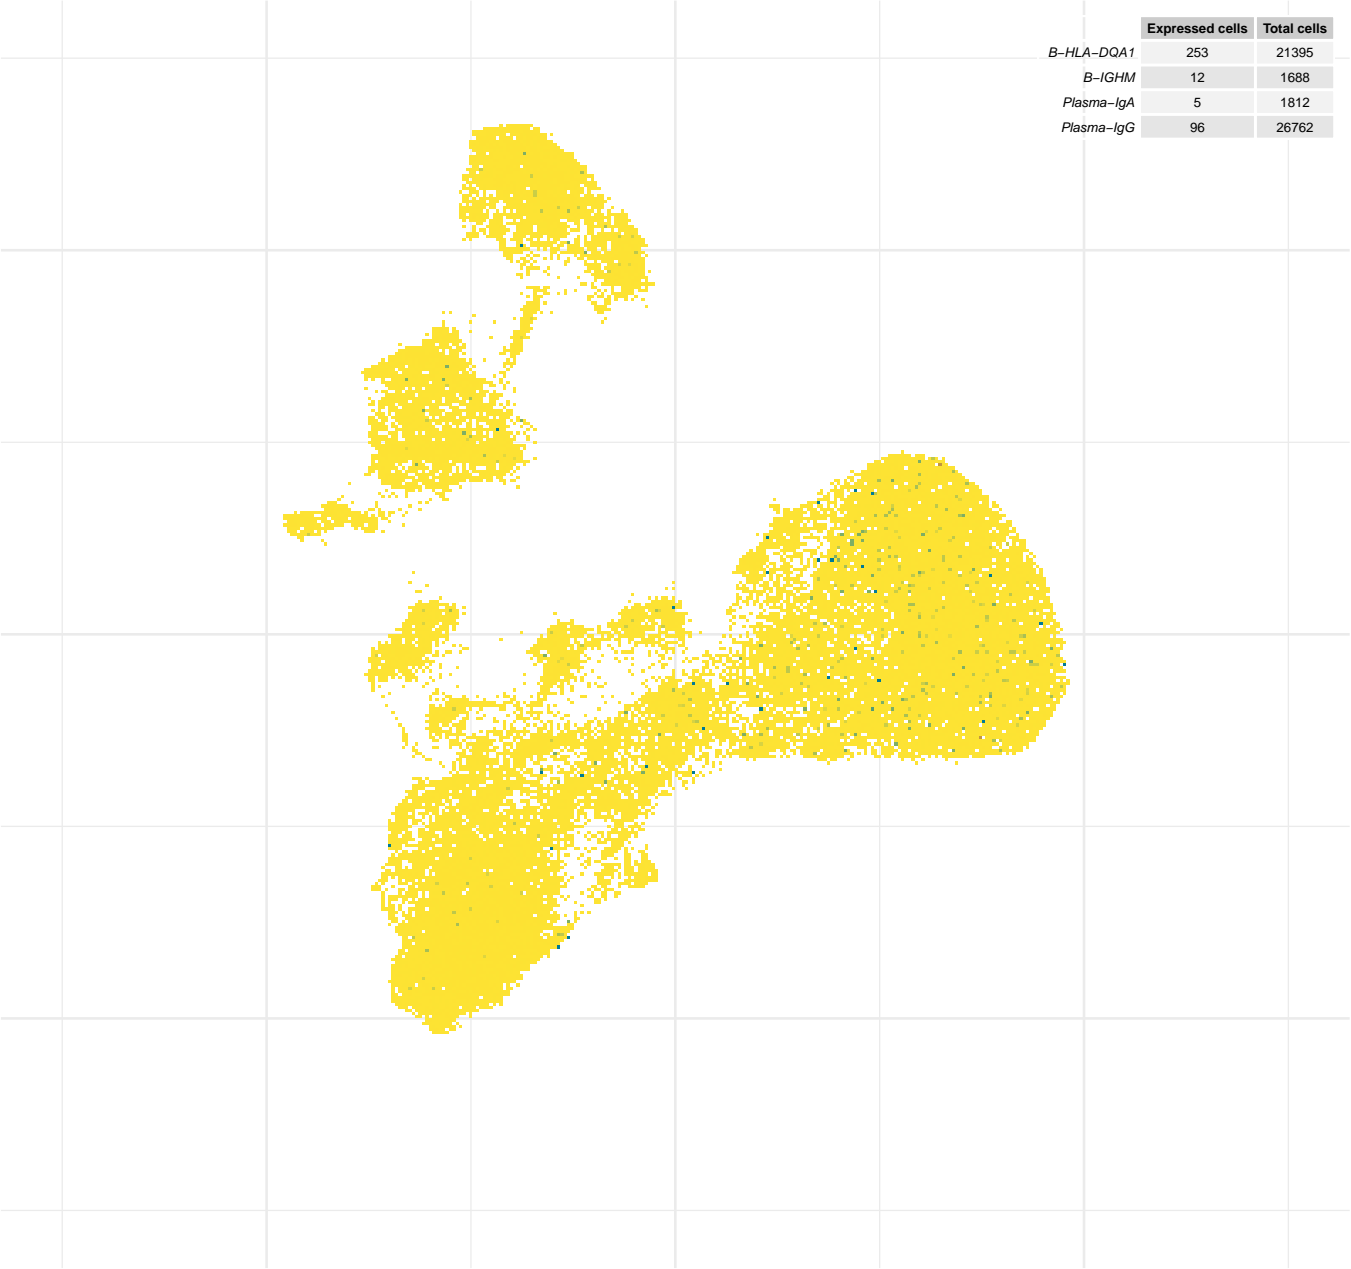 Expressed cells Total cells
B−HLA−DQA1 253 21395
B−IGHM 12 1688
Plasma−IgA 5 1812
Plasma−IgG 96 26762